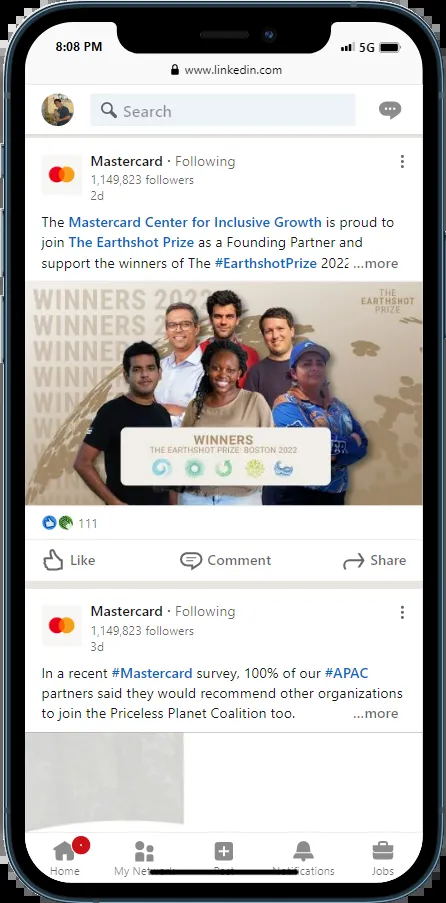 8:08 PM 5G
www.linkedin.com
Search
Mastercard · Following
1,149,823 followers
2d
The Mastercard Center for Inclusive Growth is proud to
join The Earthshot Prize as a Founding Partner and
support the winners of The #EarthshotPrize 2022 ...more
WINNERS 2022
WINNERS
WINNERS
WINNERS
THE
EARTHSHOT
PRIZE
WINNERS
THE EARTHSHOT PRIZE: BOSTON 2022
111
Like Comment Share
Mastercard · Following
1,149,823 followers
3d
In a recent #Mastercard survey, 100% of our #APAC
partners said they would recommend other organizations
to join the Priceless Planet Coalition too. ...more
Home My Network Post Notifications Jobs